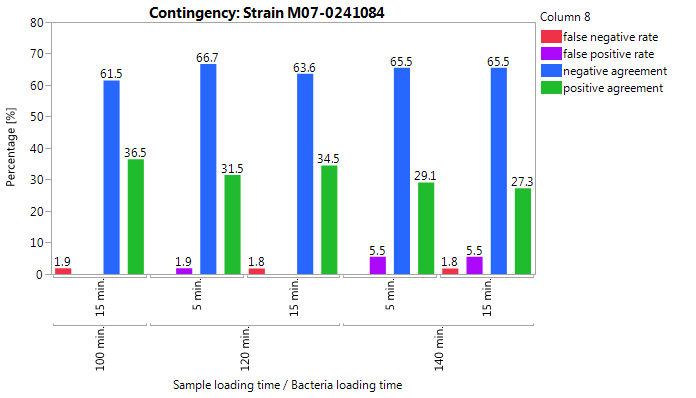 Contingency: Strain M07-0241084
Column 8
false negative rate
false positive rate
negative agreement
positive agreement
Percentage [%]
80
70
60
50
40
30
20
10
0
1.9
61.5
36.5
1.9
66.7
31.5
1.8
63.6
34.5
5.5
65.5
29.1
1.8
5.5
65.5
27.3
15 min.
5 min.
15 min.
5 min.
15 min.
100 min.
120 min.
140 min.
Sample loading time / Bacteria loading time